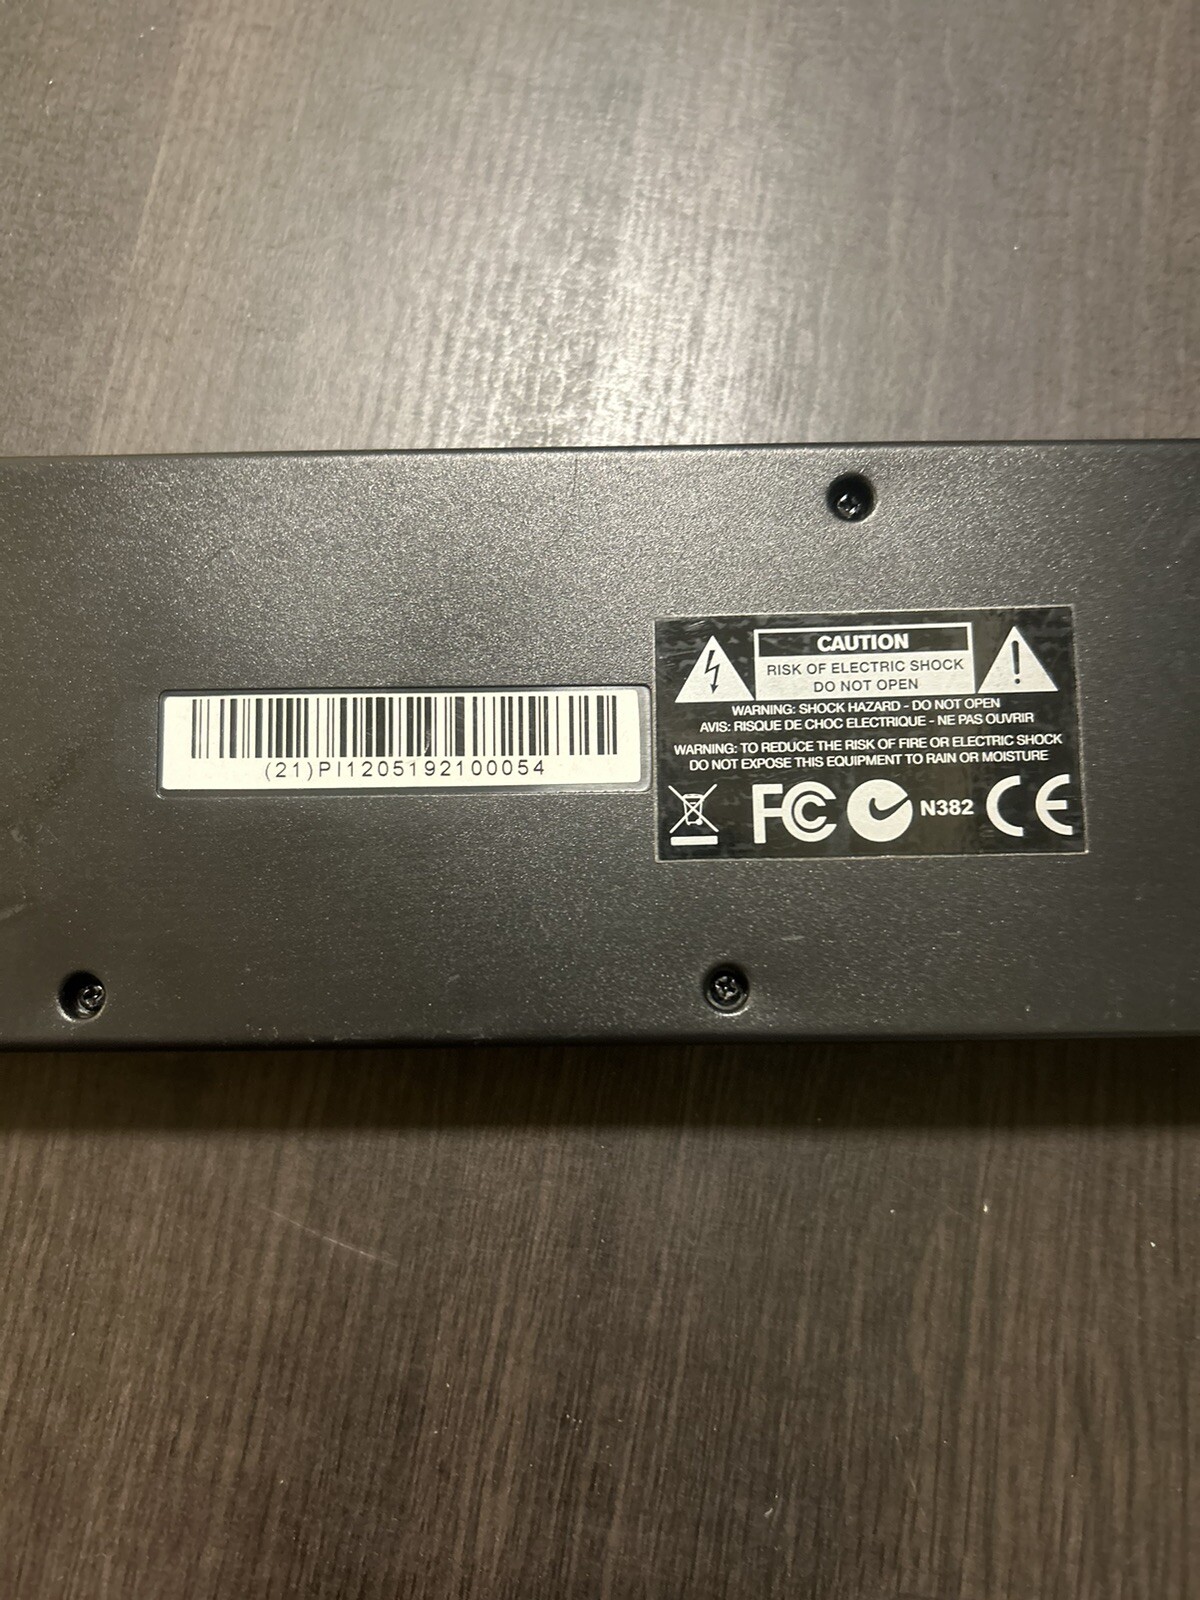 (21)PI1205192100054
CAUTION
RISK OF ELECTRIC SHOCK
DO NOT OPEN
WARNING: SHOCK HAZARD - DO NOT OPEN
AVIS: RISQUE DE CHOC ELECTRIQUE - NE PAS OUVRIR
WARNING: TO REDUCE THE RISK OF FIRE OR ELECTRIC SHOCK
DO NOT EXPOSE THIS EQUIPMENT TO RAIN OR MOISTURE
FC N382 CE